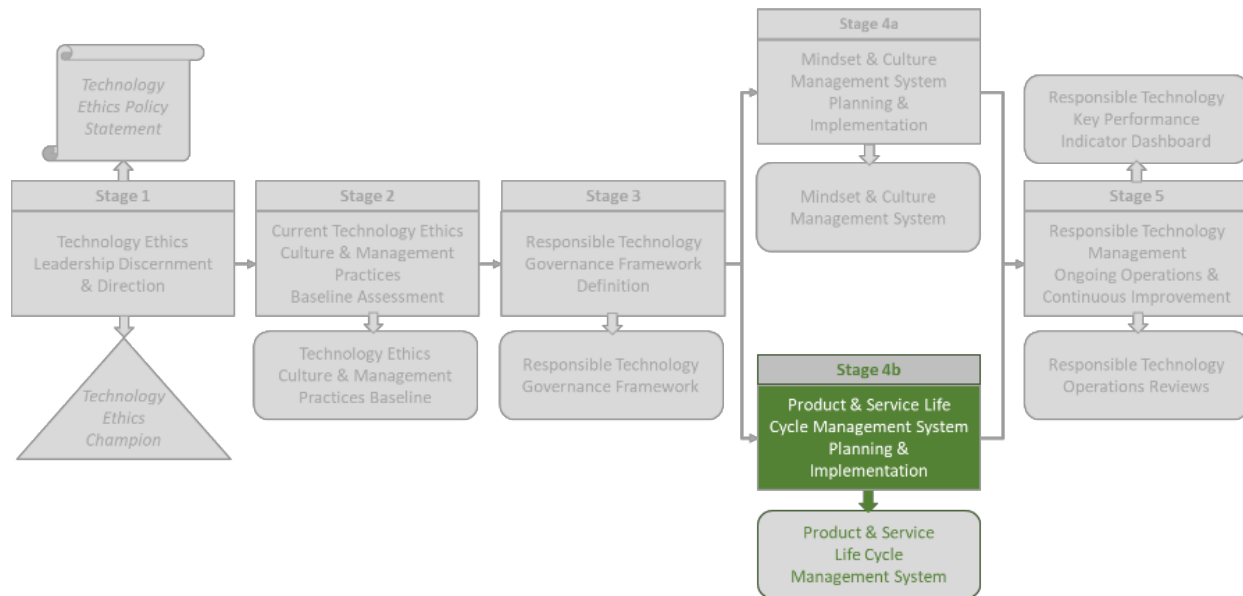 Technology
Ethics Policy
Statement
Stage 1
Technology Ethics
Leadership Discernment
& Direction
Technology
Ethics
Champion
Stage 2
Current Technology Ethics
Culture & Management
Practices
Baseline Assessment
Technology Ethics
Culture & Management
Practices Baseline
Stage 3
Responsible Technology
Governance Framework
Definition
Responsible Technology
Governance Framework
Stage 4a
Mindset & Culture
Management System
Planning &
Implementation
Mindset & Culture
Management System
Stage 4b
Product & Service Life
Cycle Management System
Planning &
Implementation
Product & Service
Life Cycle
Management System
Responsible Technology
Key Performance
Indicator Dashboard
Stage 5
Responsible Technology
Management
Ongoing Operations &
Continuous Improvement
Responsible Technology
Operations Reviews